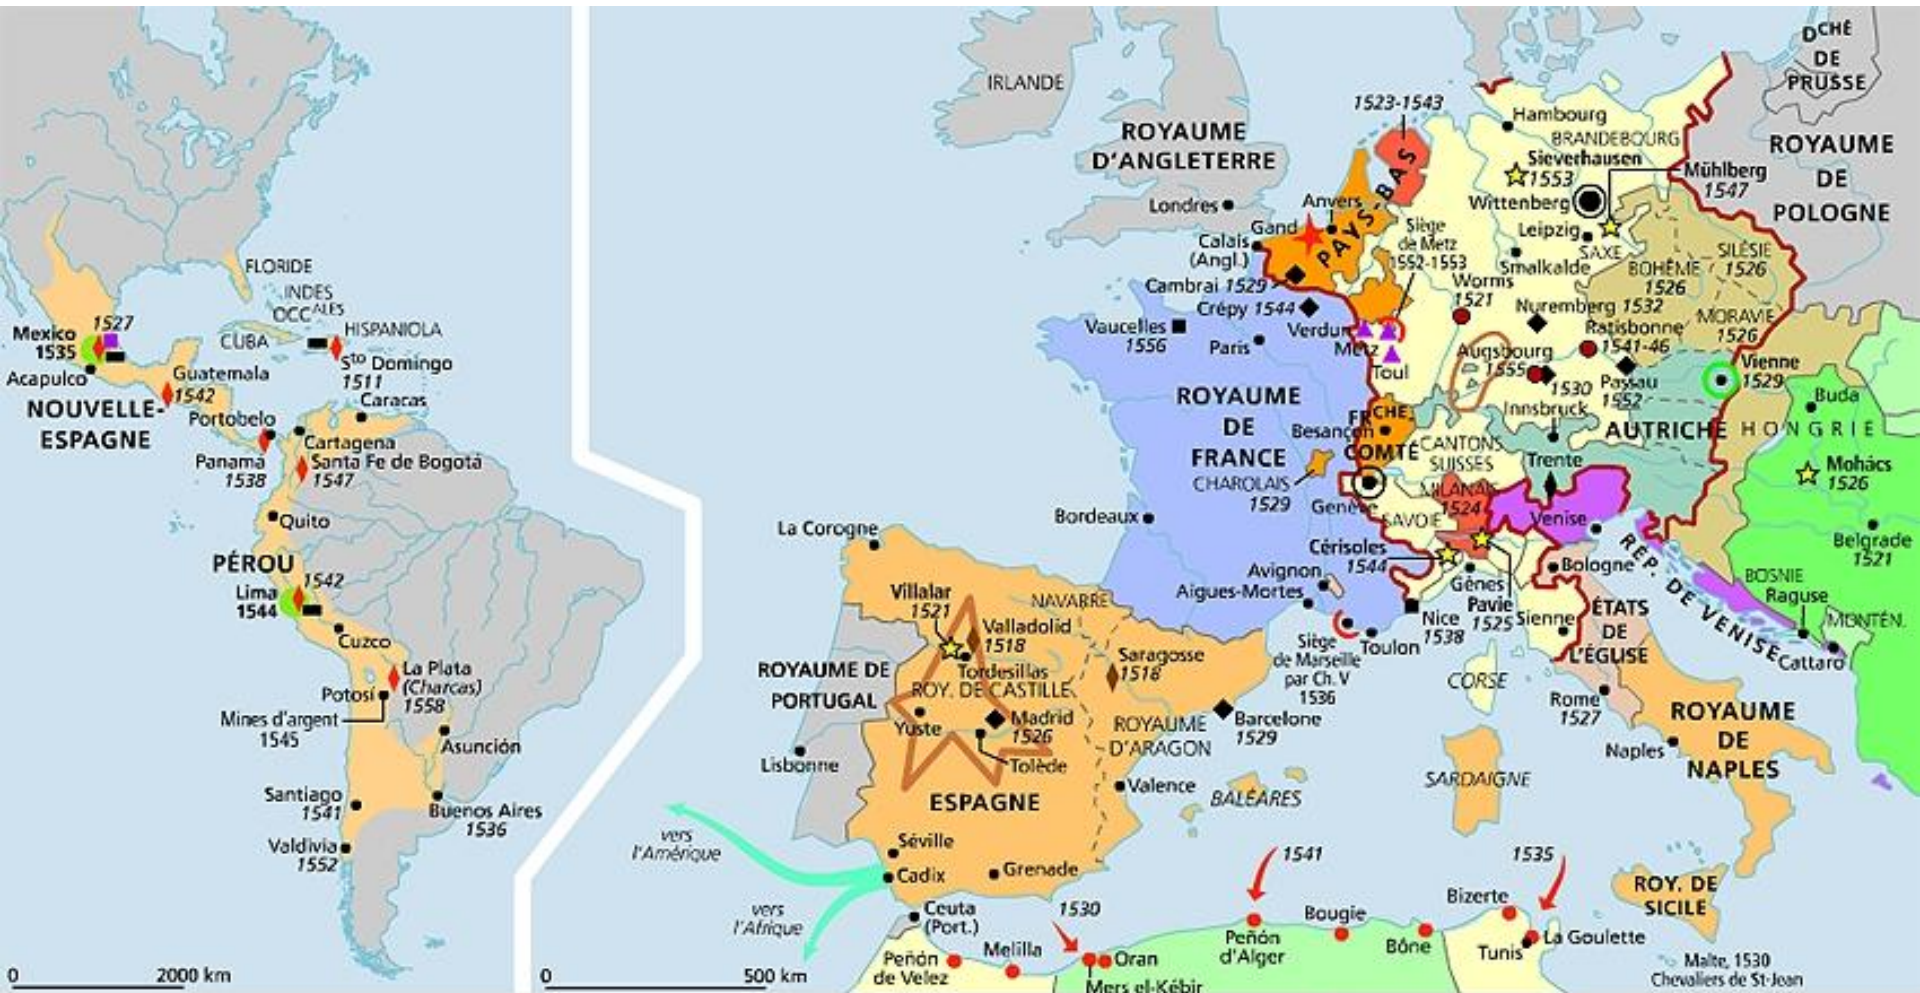 FLORIDE
INDES
OCCALES
HISPANIOLA
CUBA
Mexico
1535
1527
Acapulco
Sto Domingo
1511
Guatemala
1542
Caracas
NOUVELLE-
ESPAGNE
Portobelo
Cartagena
Panamá
1538
Santa Fe de Bogotá
1547
Quito
PÉROU
Lima
1544
1542
Cuzco
La Plata
(Charcas)
1558
Potosí
Mines d'argent
1545
Asunción
Santiago
1541
Buenos Aires
1536
Valdivia
1552
0
2000 km
IRLANDE
ROYAUME
D'ANGLETERRE
Londres
Calais
(Angl.)
1523-1543
PAYS-BAS
Anvers
Gand
Cambrai 1529
Crépy 1544
Vaucelles
1556
Paris
Verdun
Metz
Toul
Siège
de Metz
1552-1553
Hambourg
BRANDEBOURG
Sieverhausen
1553
Mühlberg
1547
Wittenberg
Leipzig
SAXE
Smalkalde
Worms
1521
Nuremberg 1532
Ratisbonne
1541-46
Augsbourg
1555
1530
Passau
1552
Innsbruck
BOHÊME
1526
SILÉSIE
1526
MORAVIE
1526
DCHÉ
DE
PRUSSE
ROYAUME
DE
POLOGNE
Vienne
1529
Buda
AUTRICHE
HONGRIE
Mohács
1526
Belgrade
1521
ROYAUME
DE
FRANCE
FRCHE-
COMTÉ
Besançon
CHAROLAIS
1529
CANTONS
SUISSES
Genève
SAVOIE
MILANAIS
1524
Trente
Venise
Cérisoles
1544
Gênes
Pavie
1525
Bologne
Sienne
ÉTATS
DE
L'ÉGLISE
RÉP. DE VENISE
BOSNIE
Raguse
MONTÉN.
Cattaro
Bordeaux
Avignon
Aigues-Mortes
Nice
1538
Toulon
Siège
de Marseille
par Ch. V
1536
CORSE
Rome
1527
Naples
ROYAUME
DE
NAPLES
SARDAIGNE
ROY. DE
SICILE
La Corogne
Villalar
1521
NAVARRE
Valladolid
1518
Tordesillas
ROY. DE CASTILLE
Saragosse
1518
ROYAUME DE
PORTUGAL
Yuste
Madrid
1526
Tolède
ROYAUME
D'ARAGON
Barcelone
1529
Lisbonne
Valence
BALÉARES
ESPAGNE
Séville
Cadix
Grenade
vers
l'Amérique
vers
l'Afrique
Ceuta
(Port.)
Peñón
de Velez
Melilla
1530
Oran
Mers el-Kébir
1541
Peñón
d'Alger
Bougie
Bône
Bizerte
1535
Tunis
La Goulette
Malte, 1530
Chevaliers de St-Jean
0
500 km